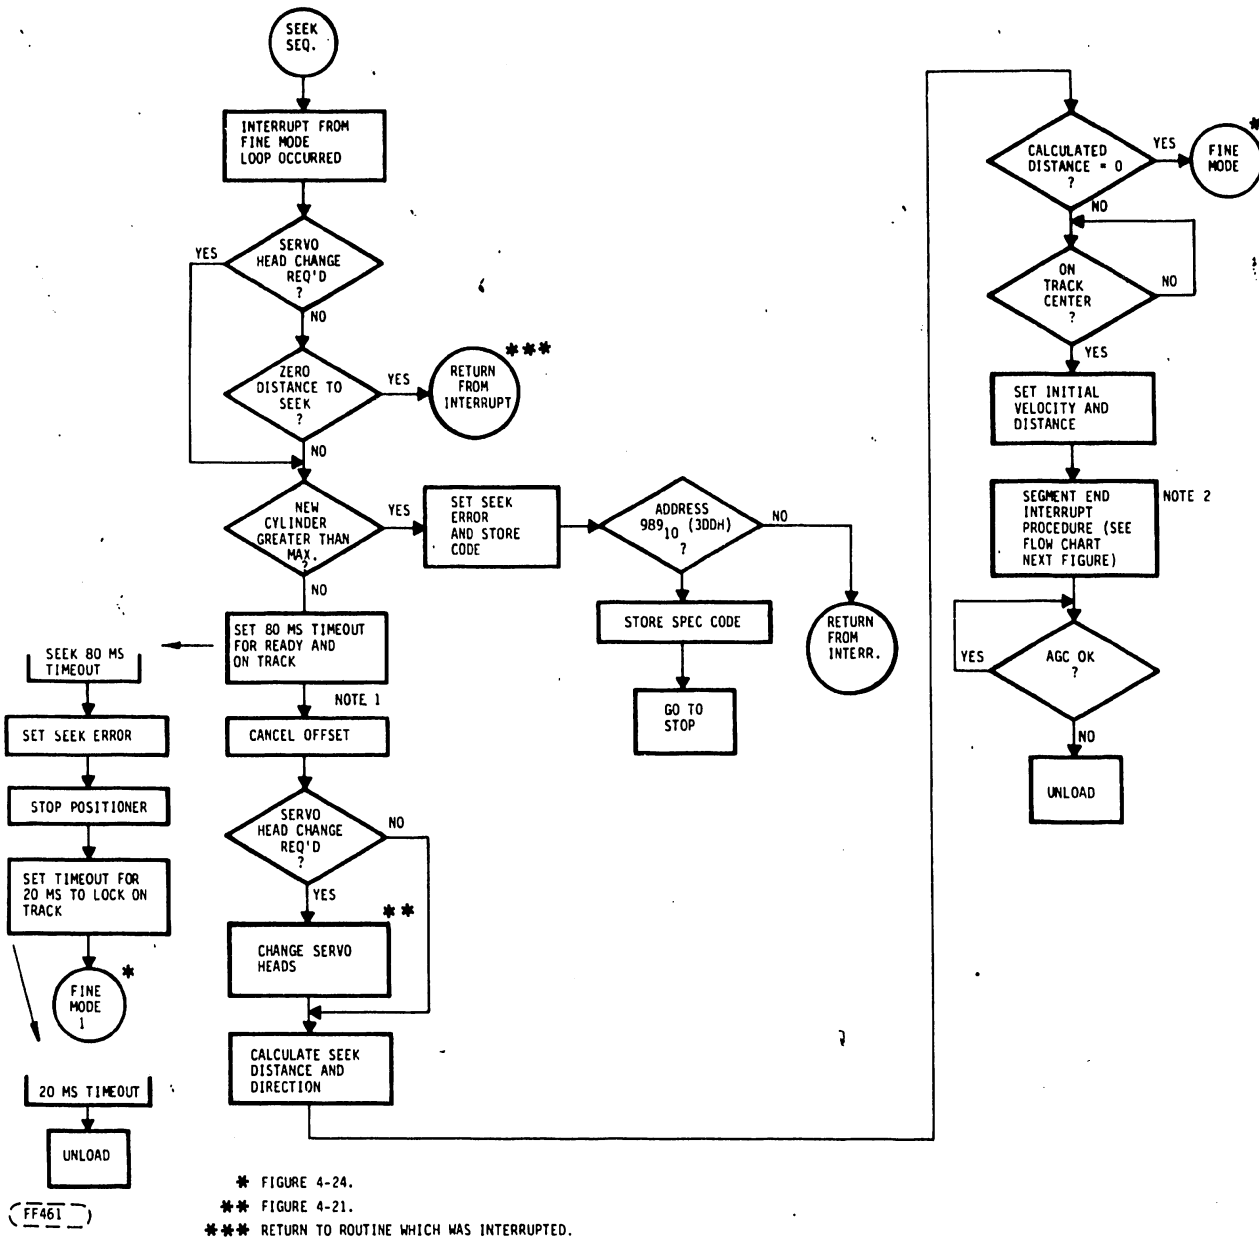 SEEK
SEQ.
INTERRUPT FROM
FINE MODE
LOOP OCCURRED
SERVO
HEAD CHANGE
REQ'D
?
YES
NO
ZERO
DISTANCE TO
SEEK
?
YES
NO
RETURN
FROM
INTERRUPT
***
NEW
CYLINDER
GREATER THAN
MAX.
?
YES
NO
SET SEEK
ERROR
AND STORE
CODE
ADDRESS
989₁₀ (3DDH)
?
NO
STORE SPEC CODE
GO TO
STOP
RETURN
FROM
INTERR.
SET 80 MS TIMEOUT
FOR READY AND
ON TRACK
NOTE 1
SEEK 80 MS
TIMEOUT
SET SEEK ERROR
STOP POSITIONER
SET TIMEOUT FOR
20 MS TO LOCK ON
TRACK
*
FINE
MODE
1
20 MS TIMEOUT
UNLOAD
CANCEL OFFSET
SERVO
HEAD CHANGE
REQ'D
?
NO
YES
**
CHANGE SERVO
HEADS
CALCULATE SEEK
DISTANCE AND
DIRECTION
CALCULATED
DISTANCE = 0
?
YES
NO
*
FINE
MODE
ON
TRACK
CENTER
?
NO
YES
SET INITIAL
VELOCITY AND
DISTANCE
SEGMENT END
INTERRUPT
PROCEDURE (SEE
FLOW CHART
NEXT FIGURE)
NOTE 2
AGC OK
?
YES
NO
UNLOAD
* FIGURE 4-24.
** FIGURE 4-21.
*** RETURN TO ROUTINE WHICH WAS INTERRUPTED.
FF461